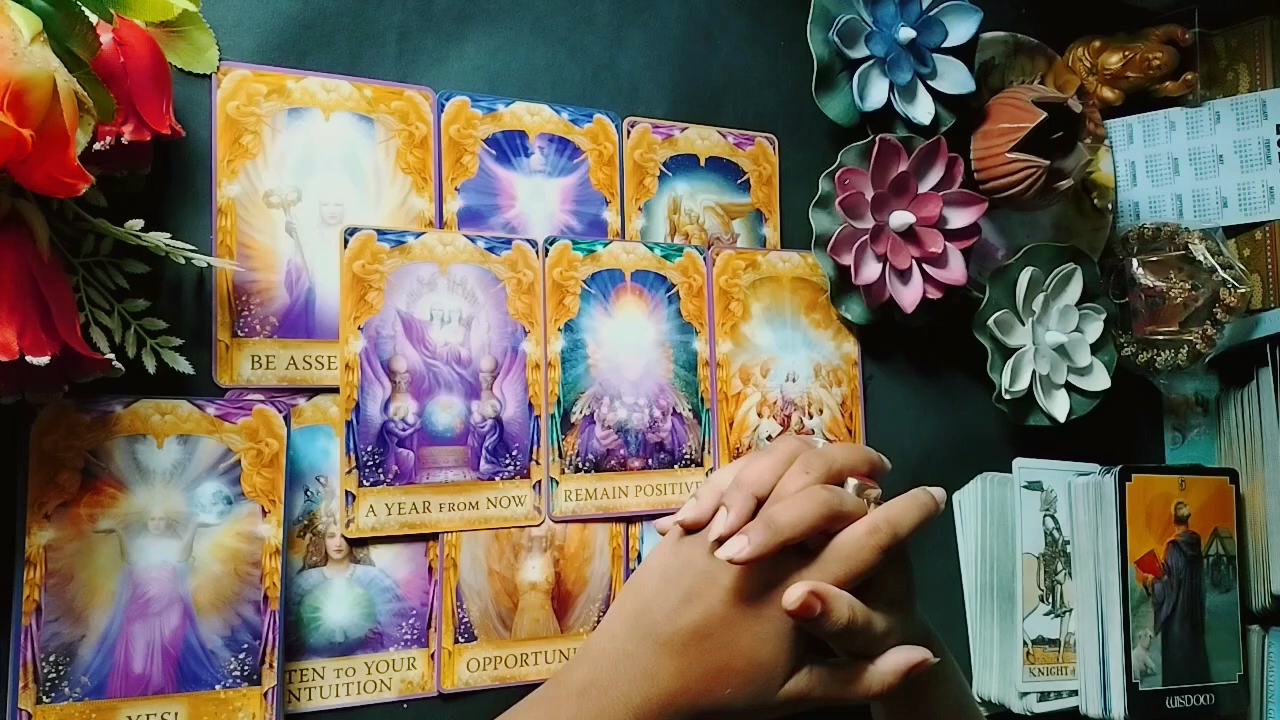 BE ASSE
A YEAR FROM NOW
REMAIN POSITIVE
YES!
TEN TO YOUR
NTUITION
OPPORTUNI
KNIGHT
WISDOM